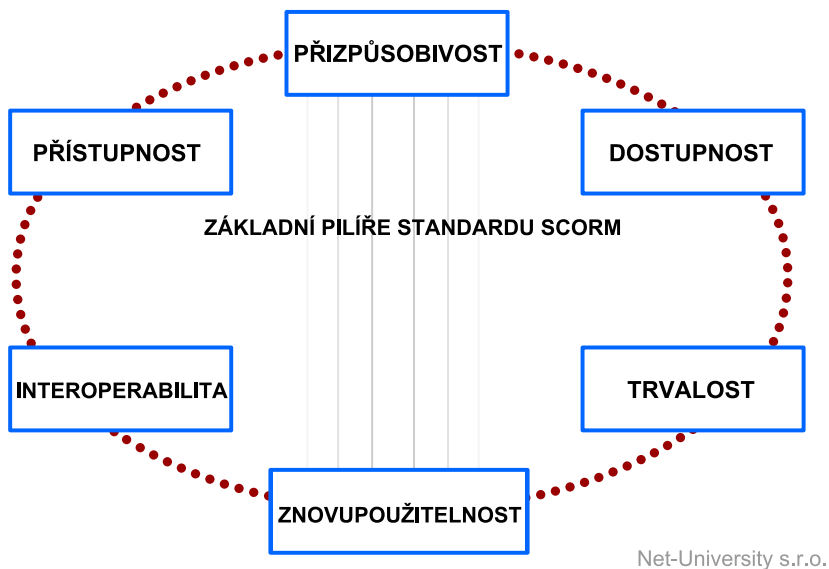 PŘIZPŮSOBIVOST
PŘÍSTUPNOST
DOSTUPNOST
ZÁKLADNÍ PILÍŘE STANDARDU SCORM
INTEROPERABILITA
TRVALOST
ZNOVUPOUŽITELNOST
Net-University s.r.o.